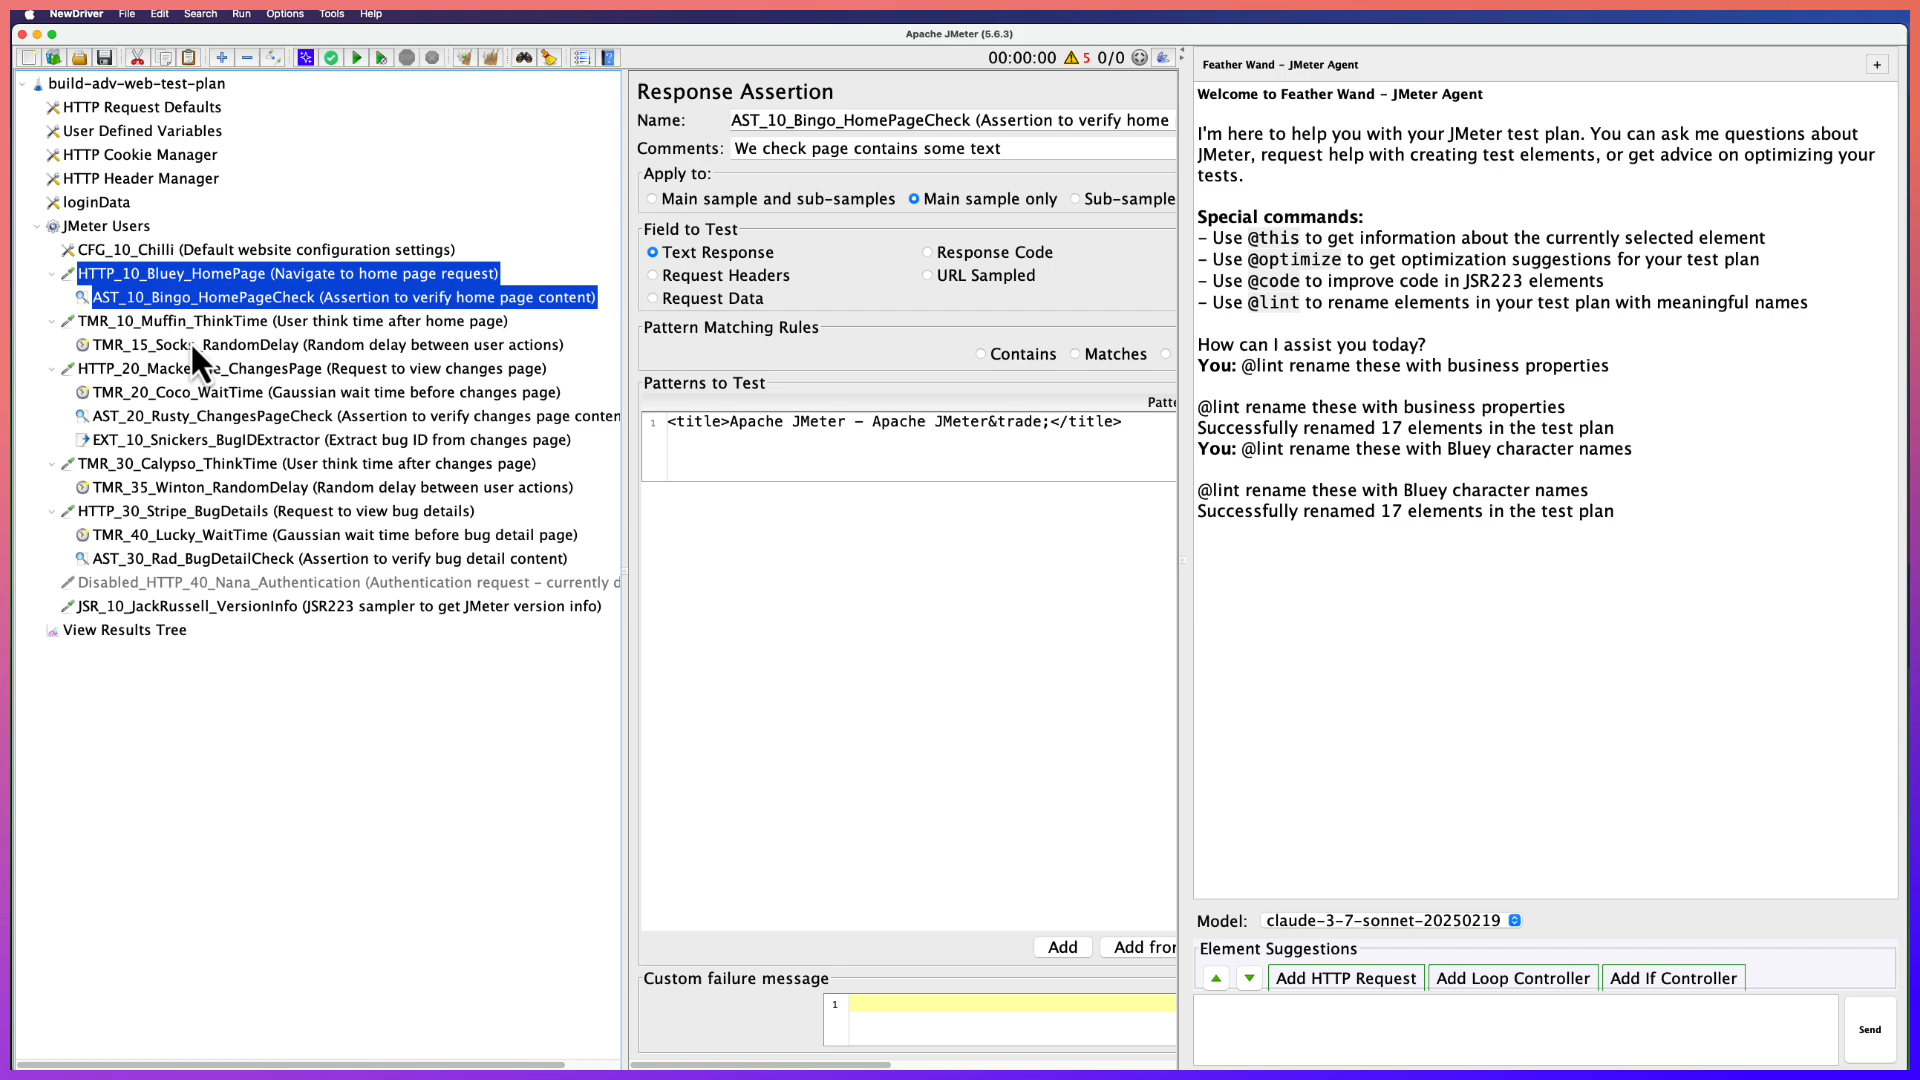 NewDriver File Edit Search Run Options Tools Help
Apache JMeter (5.6.3)
00:00:00 5 0/0
build-adv-web-test-plan
HTTP Request Defaults
User Defined Variables
HTTP Cookie Manager
HTTP Header Manager
loginData
JMeter Users
CFG_10_Chilli (Default website configuration settings)
HTTP_10_Bluey_HomePage (Navigate to home page request)
AST_10_Bingo_HomePageCheck (Assertion to verify home page content)
TMR_10_Muffin_ThinkTime (User think time after home page)
TMR_15_Socks_RandomDelay (Random delay between user actions)
HTTP_20_Macke e_ChangesPage (Request to view changes page)
TMR_20_Coco_WaitTime (Gaussian wait time before changes page)
AST_20_Rusty_ChangesPageCheck (Assertion to verify changes page conten
EXT_10_Snickers_BugIDExtractor (Extract bug ID from changes page)
TMR_30_Calypso_ThinkTime (User think time after changes page)
TMR_35_Winton_RandomDelay (Random delay between user actions)
HTTP_30_Stripe_BugDetails (Request to view bug details)
TMR_40_Lucky_WaitTime (Gaussian wait time before bug detail page)
AST_30_Rad_BugDetailCheck (Assertion to verify bug detail content)
Disabled_HTTP_40_Nana_Authentication (Authentication request – currently d
JSR_10_JackRussell_VersionInfo (JSR223 sampler to get JMeter version info)
View Results Tree
Response Assertion
Name: AST_10_Bingo_HomePageCheck (Assertion to verify home
Comments: We check page contains some text
Apply to:
Main sample and sub-samples Main sample only Sub-sample
Field to Test
Text Response Response Code
Request Headers URL Sampled
Request Data
Pattern Matching Rules
Contains Matches
Patterns to Test
Patte
1 <title>Apache JMeter – Apache JMeter&trade;</title>
Add Add fror
Custom failure message
1
Feather Wand – JMeter Agent +
Welcome to Feather Wand – JMeter Agent
I'm here to help you with your JMeter test plan. You can ask me questions about
JMeter, request help with creating test elements, or get advice on optimizing your
tests.
Special commands:
– Use @this to get information about the currently selected element
– Use @optimize to get optimization suggestions for your test plan
– Use @code to improve code in JSR223 elements
– Use @lint to rename elements in your test plan with meaningful names
How can I assist you today?
You: @lint rename these with business properties
@lint rename these with business properties
Successfully renamed 17 elements in the test plan
You: @lint rename these with Bluey character names
@lint rename these with Bluey character names
Successfully renamed 17 elements in the test plan
Model: claude-3-7-sonnet-20250219
Element Suggestions
Add HTTP Request Add Loop Controller Add If Controller
Send